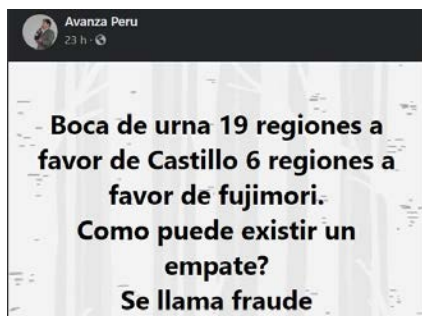 Avanza Peru
23 h ·
Boca de urna 19 regiones a
favor de Castillo 6 regiones a
favor de fujimori.
Como puede existir un
empate?
Se llama fraude